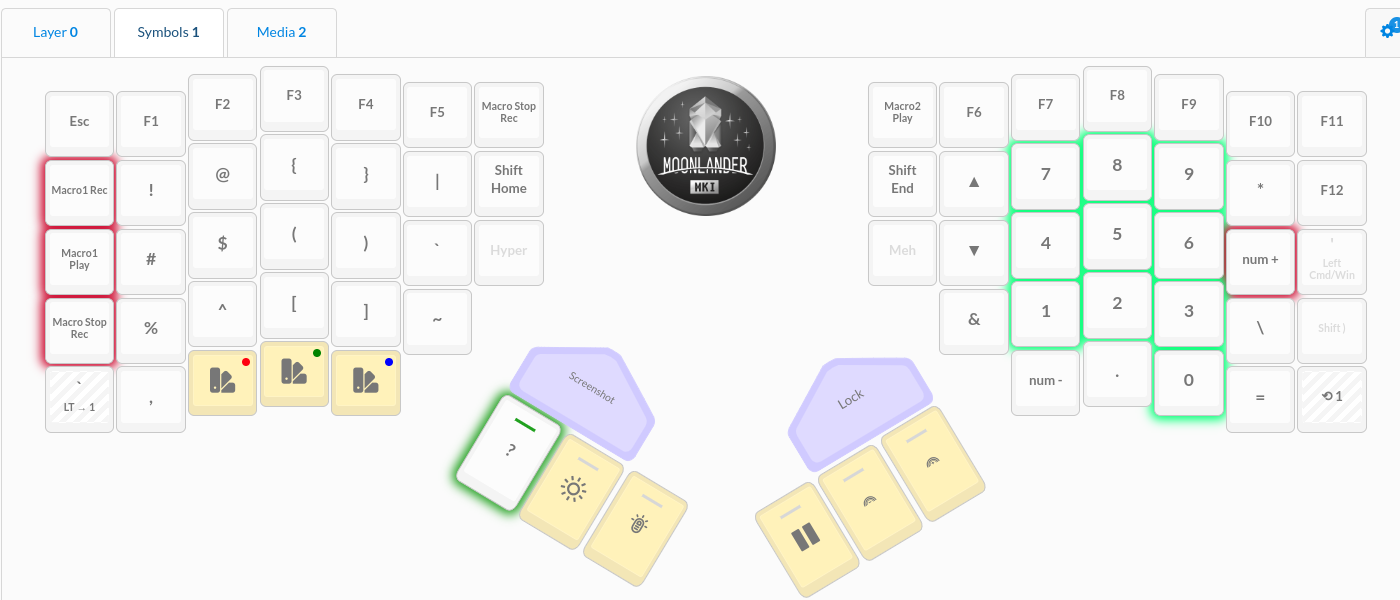 Layer 0
Symbols 1
Media 2
1
Esc
F1
F2
F3
F4
F5
Macro Stop
Rec
Macro1 Rec
!
@
{
}
|
Shift
Home
Macro1
Play
#
$
(
)
`
Hyper
Macro Stop
Rec
%
^
[
]
~
`
LT → 1
,
MOONLANDER
MKI
Macro2
Play
F6
F7
F8
F9
F10
F11
Shift
End
▲
7
8
9
*
F12
Meh
▼
4
5
6
num +
'
Left
Cmd/Win
&
1
2
3
\
Shift )
num -
.
0
=
⟲ 1
Screenshot
?
Lock